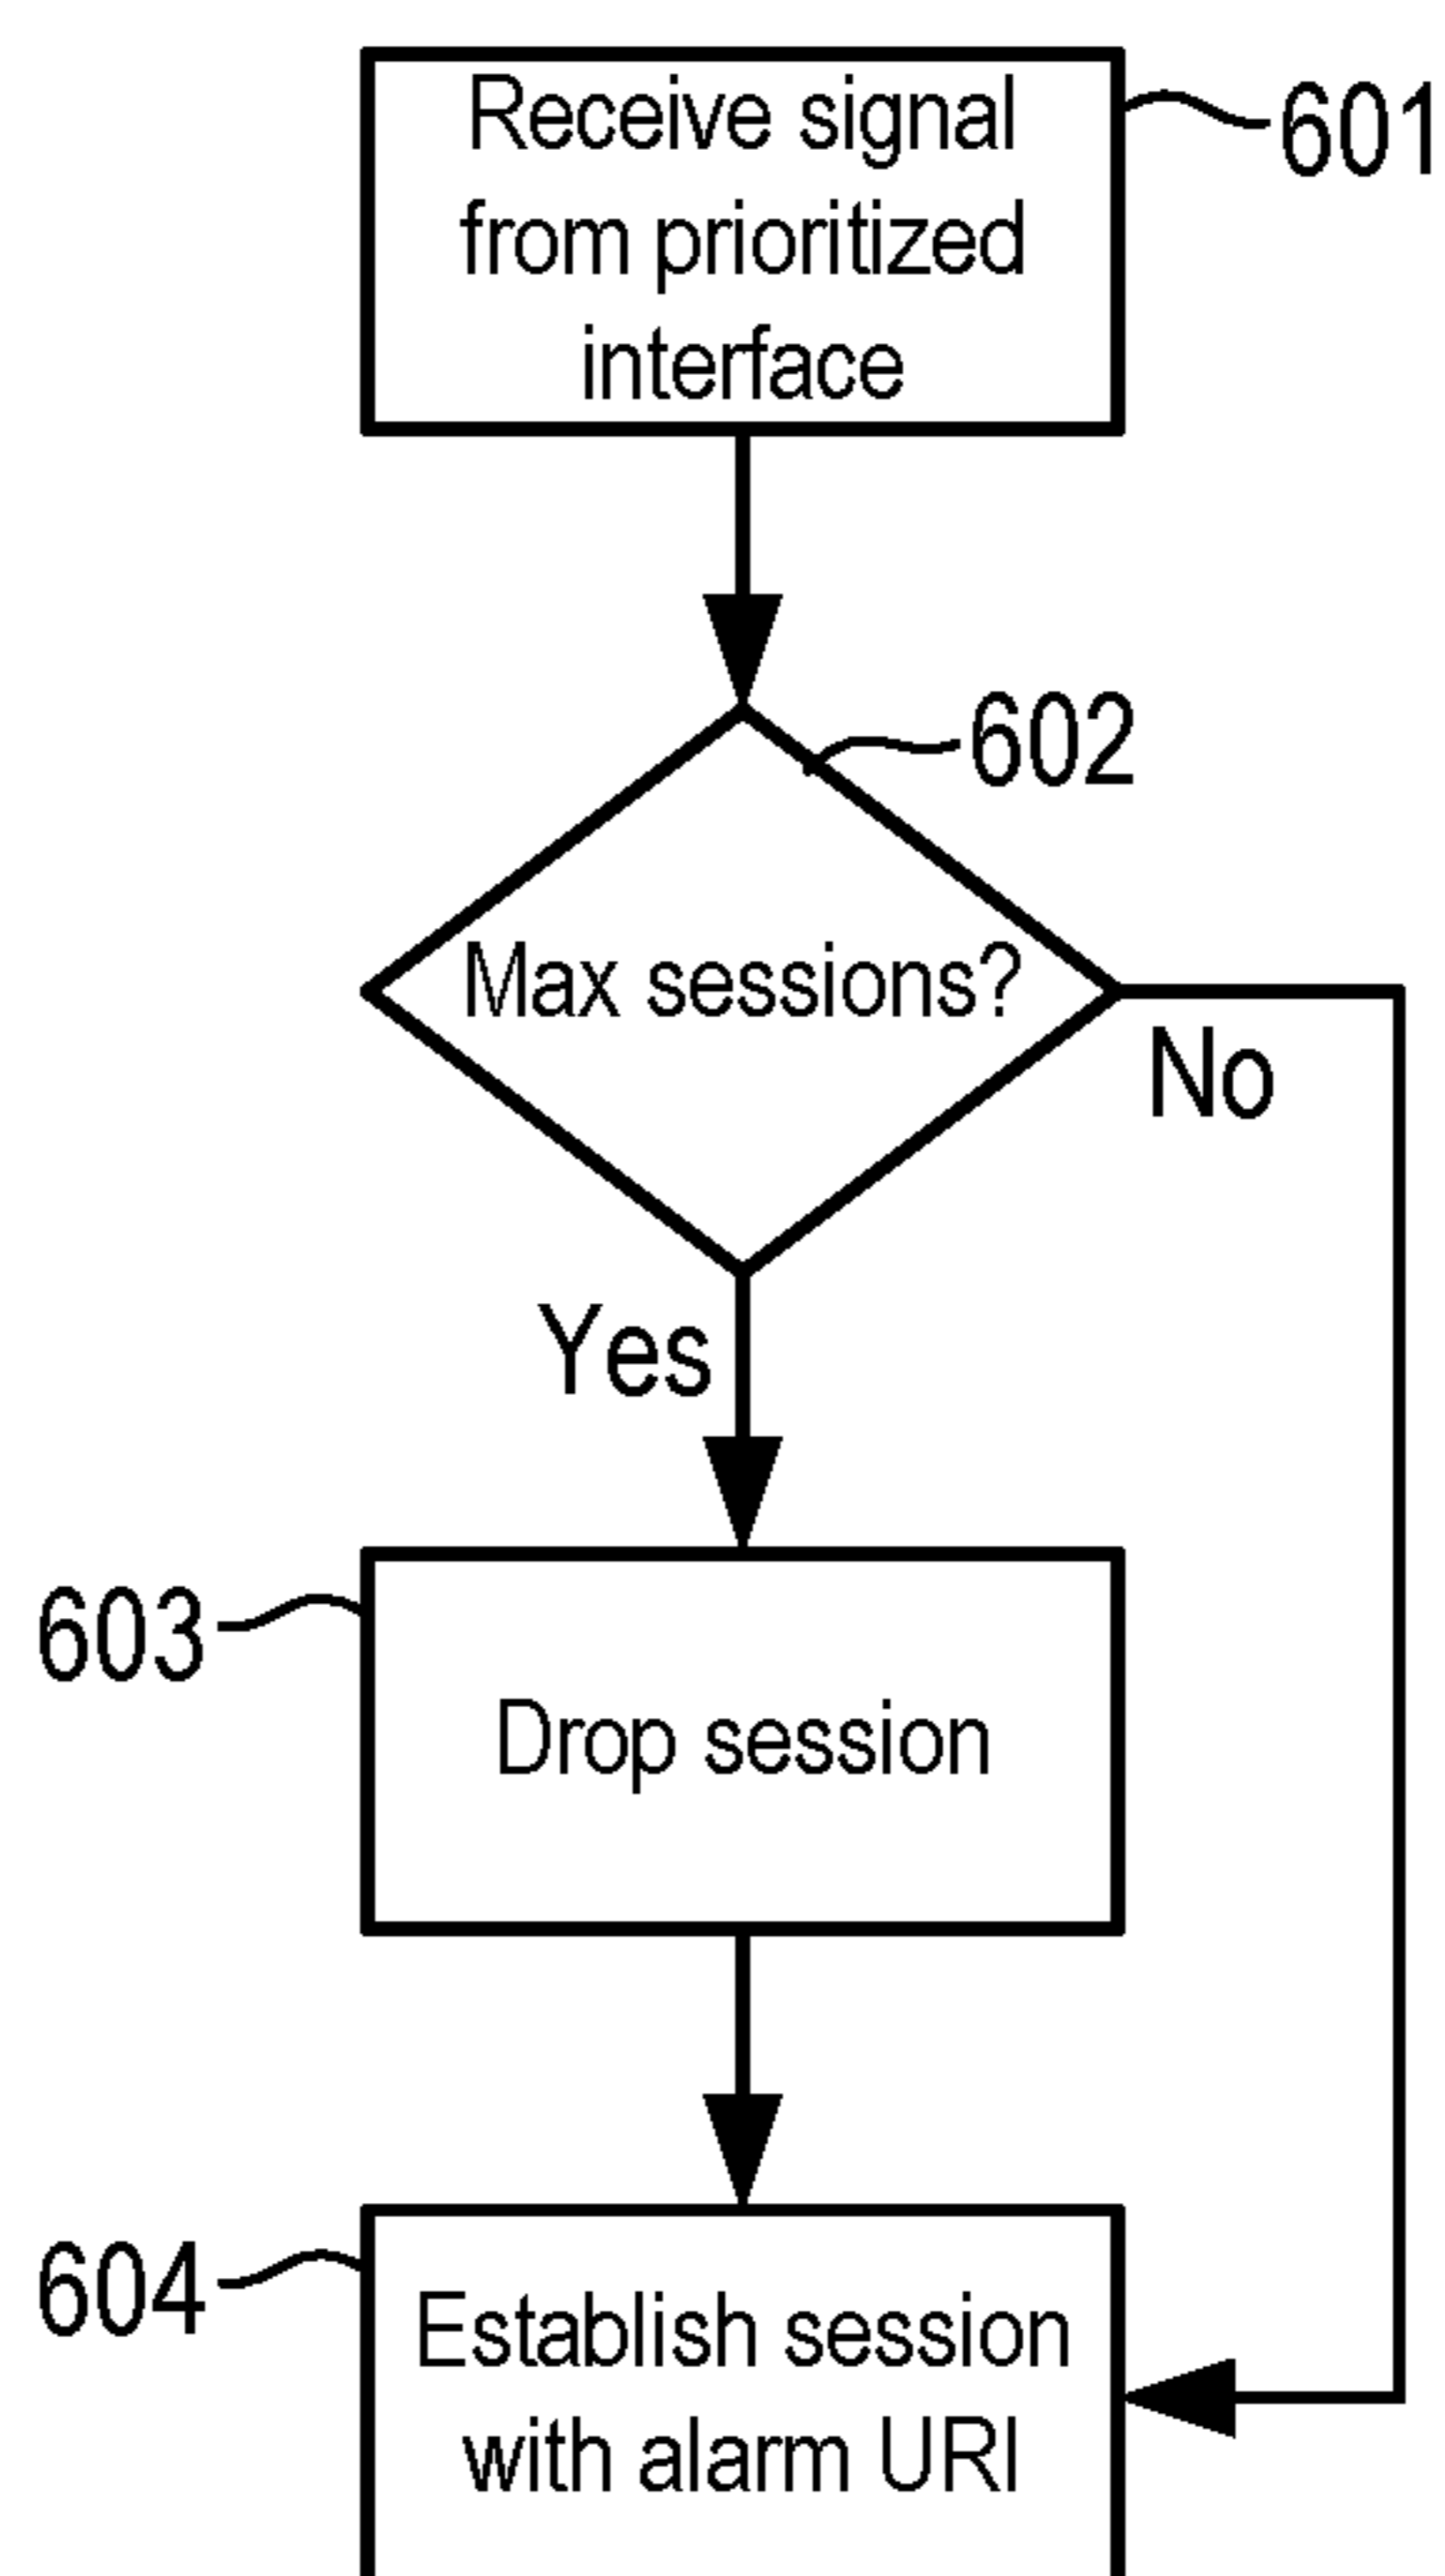 Receive signal
from prioritized
interface
601
602
Max sessions?
No
Yes
603
Drop session
604
Establish session
with alarm URI